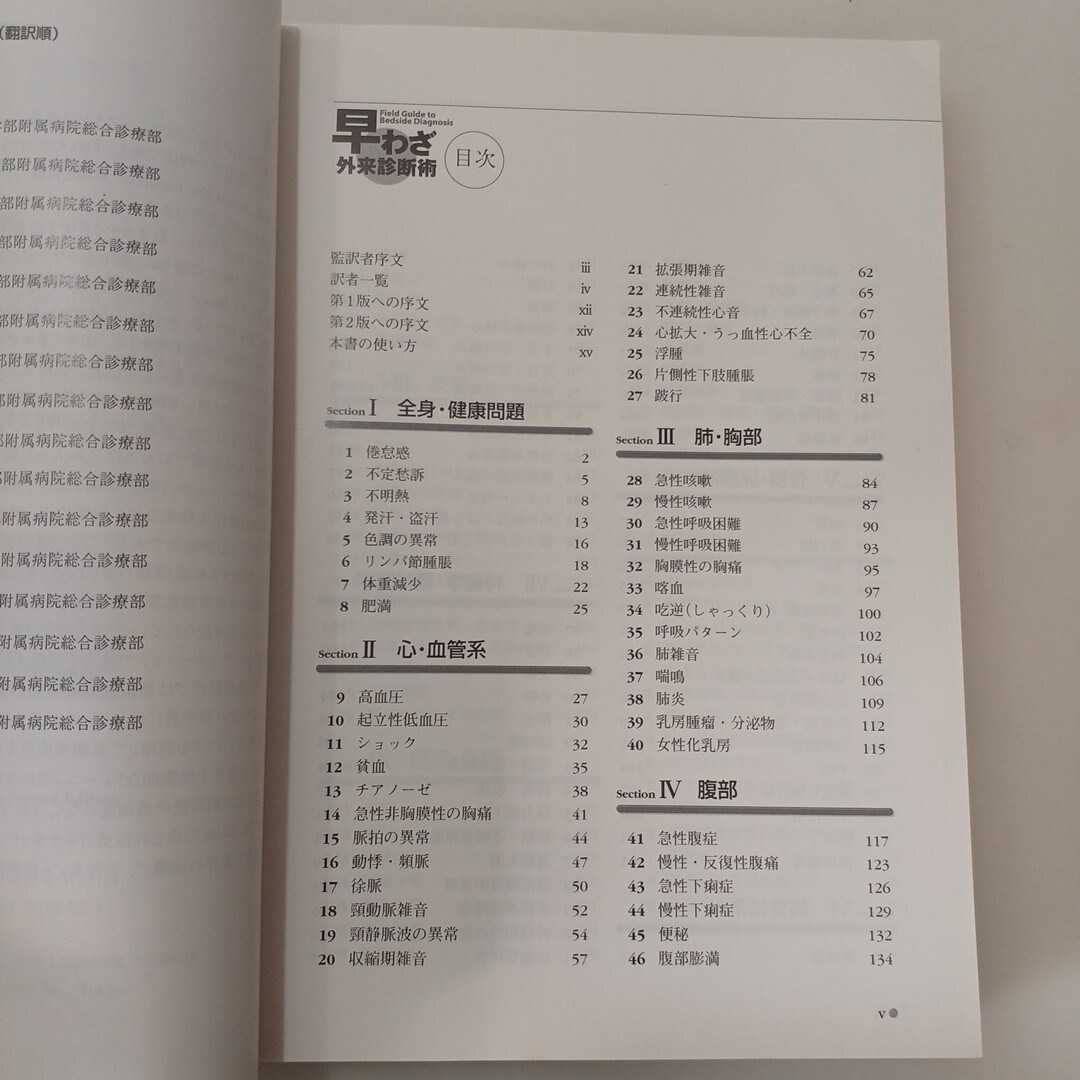 (翻訳順)
部附属病院総合診療部
部附属病院総合診療部
部附属病院総合診療部
部附属病院総合診療部
部附属病院総合診療部
部附属病院総合診療部
部附属病院総合診療部
部附属病院総合診療部
部附属病院総合診療部
部附属病院総合診療部
附属病院総合診療部
附属病院総合診療部
附属病院総合診療部
附属病院総合診療部
附属病院総合診療部
附属病院総合診療部
Field Guide to
Bedside Diagnosis
早わざ
外来診断術
目次
監訳者序文 iii
訳者一覧 iv
第1版への序文 xii
第2版への序文 xiv
本書の使い方 xv
Section I 全身・健康問題
1 倦怠感 2
2 不定愁訴 5
3 不明熱 8
4 発汗・盗汗 13
5 色調の異常 16
6 リンパ節腫脹 18
7 体重減少 22
8 肥満 25
Section II 心・血管系
9 高血圧 27
10 起立性低血圧 30
11 ショック 32
12 貧血 35
13 チアノーゼ 38
14 急性非胸膜性の胸痛 41
15 脈拍の異常 44
16 動悸・頻脈 47
17 徐脈 50
18 頸動脈雑音 52
19 頸静脈波の異常 54
20 収縮期雑音 57
21 拡張期雑音 62
22 連続性雑音 65
23 不連続性心音 67
24 心拡大・うっ血性心不全 70
25 浮腫 75
26 片側性下肢腫脹 78
27 跛行 81
Section III 肺・胸部
28 急性咳嗽 84
29 慢性咳嗽 87
30 急性呼吸困難 90
31 慢性呼吸困難 93
32 胸膜性の胸痛 95
33 喀血 97
34 吃逆(しゃっくり) 100
35 呼吸パターン 102
36 肺雑音 104
37 喘鳴 106
38 肺炎 109
39 乳房腫瘤・分泌物 112
40 女性化乳房 115
Section IV 腹部
41 急性腹症 117
42 慢性・反復性腹痛 123
43 急性下痢症 126
44 慢性下痢症 129
45 便秘 132
46 腹部膨満 134
v